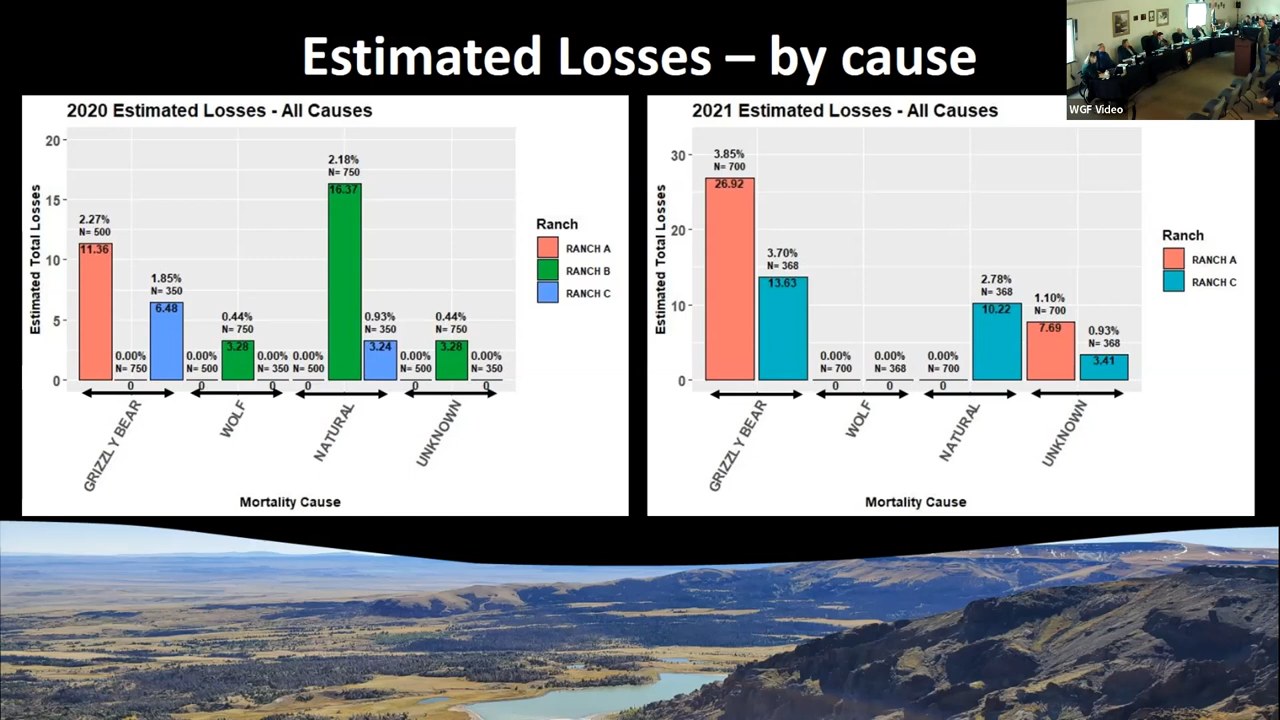 Estimated Losses – by cause
WGF Video
2020 Estimated Losses - All Causes
Estimated Total Losses
20
15
10
5
0
2.27%
N= 500
11.36
0.00%
N= 750
0
1.85%
N= 350
6.48
0.00%
N= 500
0
0.44%
N= 750
3.28
0.00%
N= 350
0
0.00%
N= 500
0
2.18%
N= 750
16.37
0.93%
N= 350
3.24
0.00%
N= 500
0
0.44%
N= 750
3.28
0.00%
N= 350
0
GRIZZLY BEAR
WOLF
NATURAL
UNKNOWN
Mortality Cause
Ranch
RANCH A
RANCH B
RANCH C
2021 Estimated Losses - All Causes
Estimated Total Losses
30
20
10
0
3.85%
N= 700
26.92
3.70%
N= 368
13.63
0.00%
N= 700
0
0.00%
N= 368
0
0.00%
N= 700
0
2.78%
N= 368
10.22
1.10%
N= 700
7.69
0.93%
N= 368
3.41
GRIZZLY BEAR
WOLF
NATURAL
UNKNOWN
Mortality Cause
Ranch
RANCH A
RANCH C